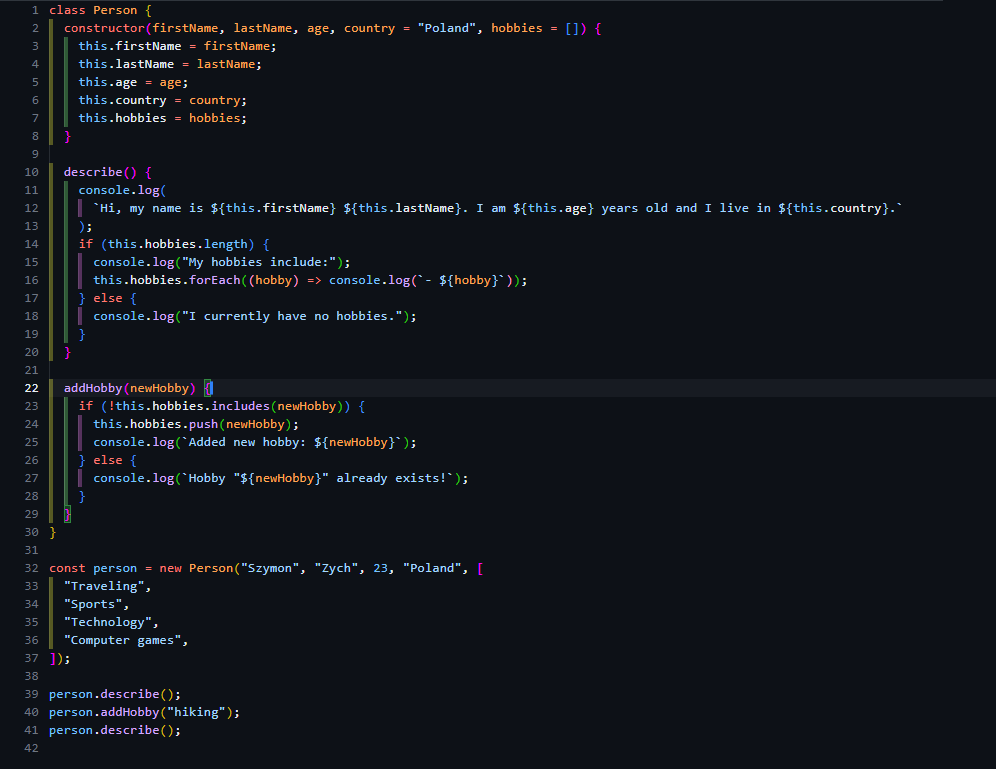 1 class Person {
2   constructor(firstName, lastName, age, country = "Poland", hobbies = []) {
3     this.firstName = firstName;
4     this.lastName = lastName;
5     this.age = age;
6     this.country = country;
7     this.hobbies = hobbies;
8   }
9
10   describe() {
11     console.log(
12       `Hi, my name is ${this.firstName} ${this.lastName}. I am ${this.age} years old and I live in ${this.country}.`
13     );
14     if (this.hobbies.length) {
15       console.log("My hobbies include:");
16       this.hobbies.forEach((hobby) => console.log(`- ${hobby}`));
17     } else {
18       console.log("I currently have no hobbies.");
19     }
20   }
21
22   addHobby(newHobby) {
23     if (!this.hobbies.includes(newHobby)) {
24       this.hobbies.push(newHobby);
25       console.log(`Added new hobby: ${newHobby}`);
26     } else {
27       console.log(`Hobby "${newHobby}" already exists!`);
28     }
29   }
30 }
31
32 const person = new Person("Szymon", "Zych", 23, "Poland", [
33   "Traveling",
34   "Sports",
35   "Technology",
36   "Computer games",
37 ]);
38
39 person.describe();
40 person.addHobby("hiking");
41 person.describe();
42